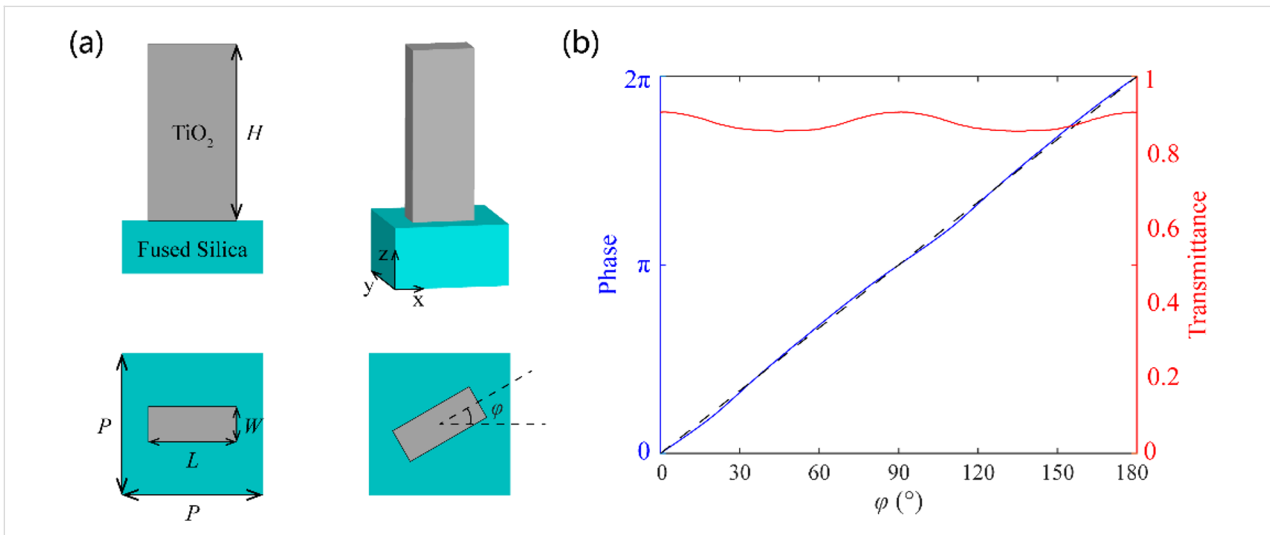 (a)
TiO₂
H
Fused Silica
z
y
x
P
W
L
P
φ
(b)
2π
π
0
Phase
1
0.8
0.6
0.4
0.2
0
Transmittance
0 30 60 90 120 150 180
φ (°)